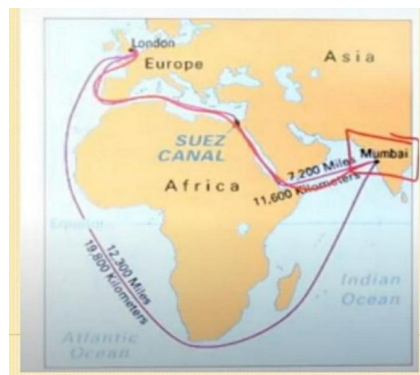 London
Europe
Asia
SUEZ
CANAL
Mumbai
7,200 Miles
11,600 Kilometers
Africa
Equator
12,300 Miles
19,800 Kilometers
Indian
Ocean
Atlantic
Ocean